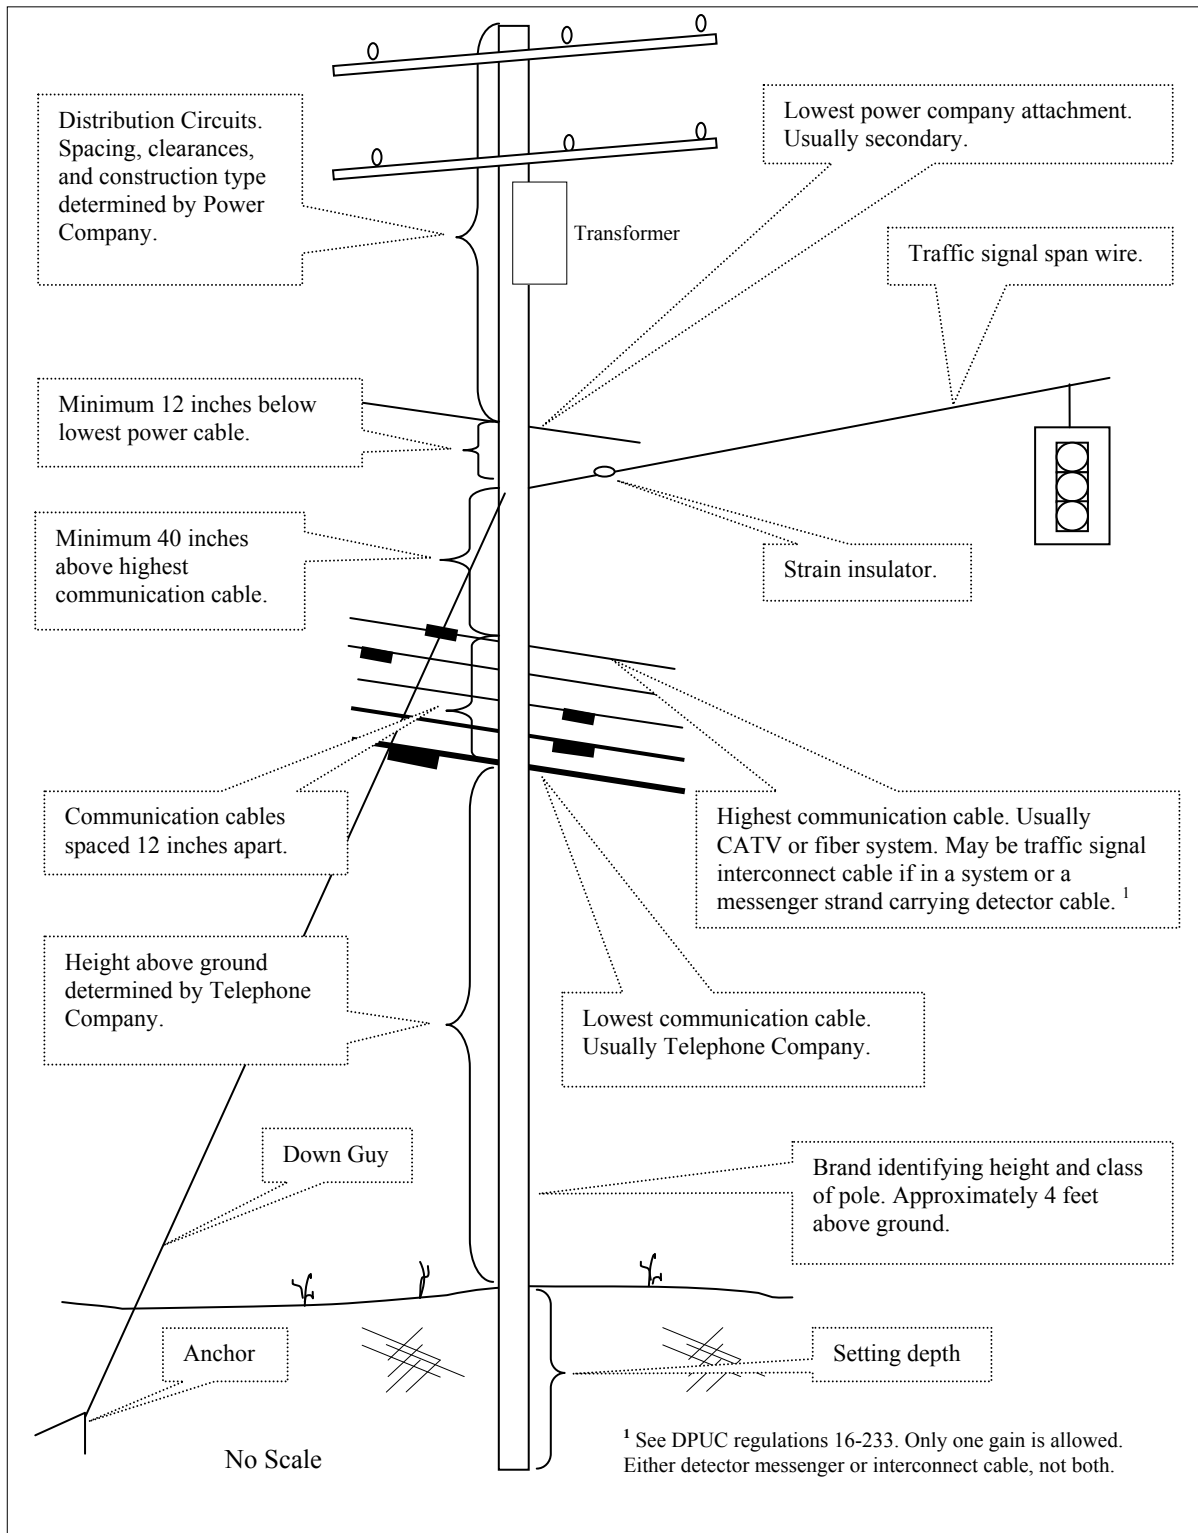 Distribution Circuits.
Spacing, clearances,
and construction type
determined by Power
Company.
Lowest power company attachment.
Usually secondary.
Transformer
Traffic signal span wire.
Minimum 12 inches below
lowest power cable.
Minimum 40 inches
above highest
communication cable.
Strain insulator.
Communication cables
spaced 12 inches apart.
Highest communication cable. Usually
CATV or fiber system. May be traffic signal
interconnect cable if in a system or a
messenger strand carrying detector cable. 1
Height above ground
determined by Telephone
Company.
Lowest communication cable.
Usually Telephone Company.
Down Guy
Brand identifying height and class
of pole. Approximately 4 feet
above ground.
Anchor
Setting depth
No Scale
1 See DPUC regulations 16-233. Only one gain is allowed.
Either detector messenger or interconnect cable, not both.